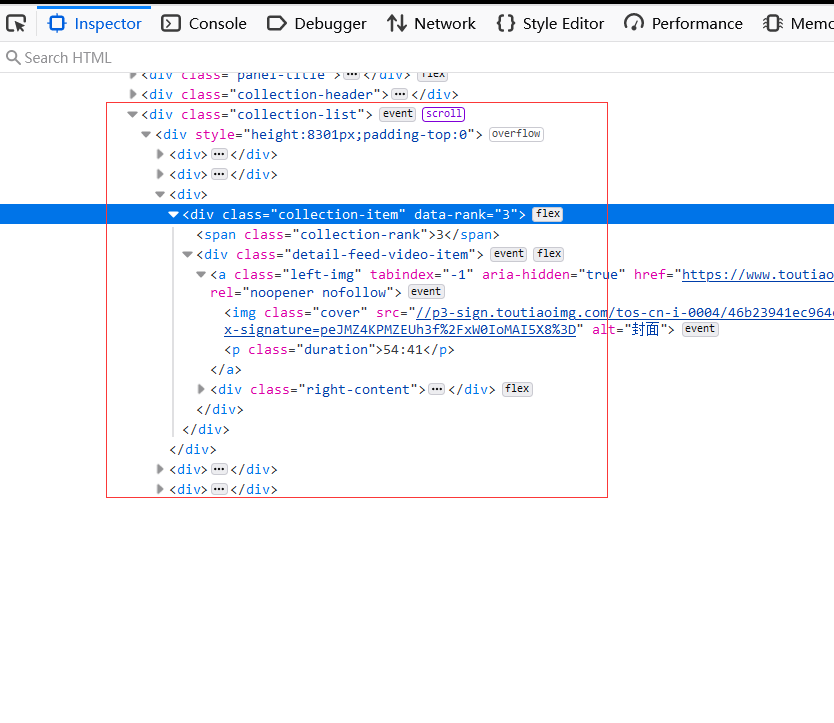 Inspector Console Debugger Network Style Editor Performance Memo
Search HTML
<div class="panel-title">···</div> flex
<div class="collection-header">···</div>
<div class="collection-list"> event scroll
<div style="height:8301px;padding-top:0"> overflow
<div>···</div>
<div>···</div>
<div>
<div class="collection-item" data-rank="3"> flex
<span class="collection-rank">3</span>
<div class="detail-feed-video-item"> event flex
<a class="left-img" tabindex="-1" aria-hidden="true" href="https://www.toutiao
rel="noopener nofollow"> event
<img class="cover" src="//p3-sign.toutiaoimg.com/tos-cn-i-0004/46b23941ec964
x-signature=peJMZ4KPMZEUh3f%2FxW0IoMAI5X8%3D" alt="封面"> event
<p class="duration">54:41</p>
</a>
<div class="right-content">···</div> flex
</div>
</div>
</div>
<div>···</div>
<div>···</div>